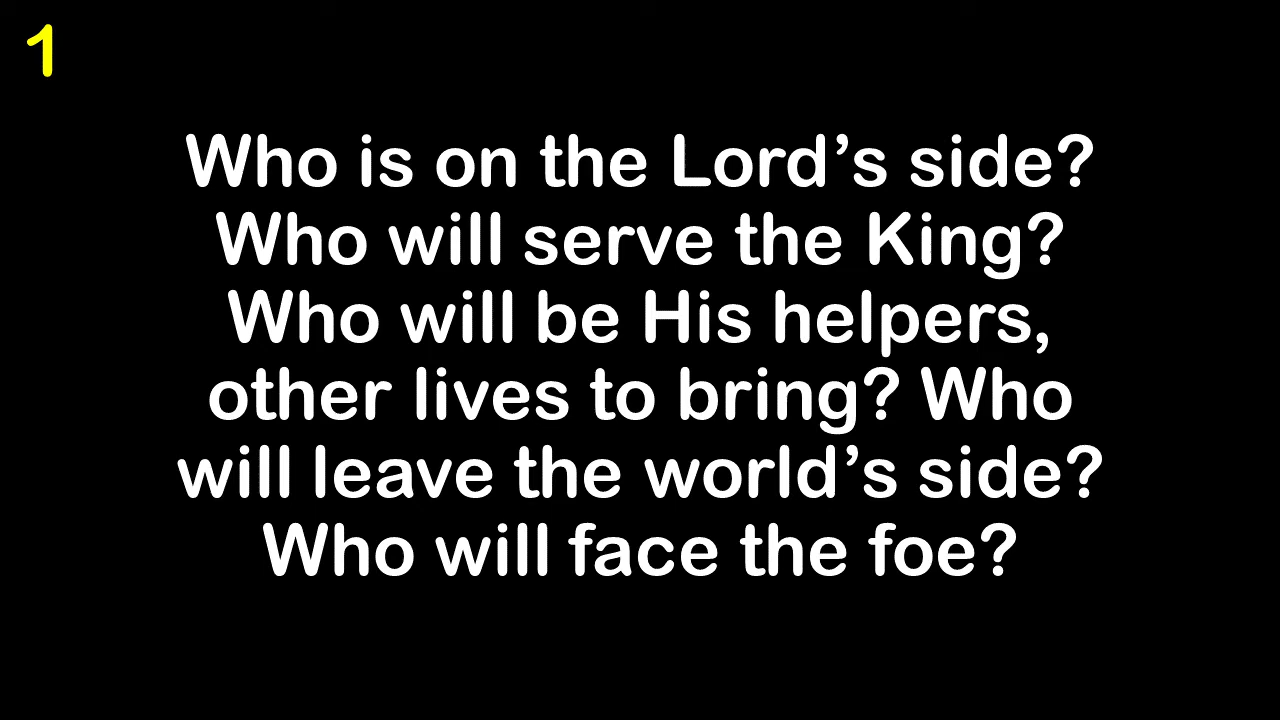 1
Who is on the Lord’s side?
Who will serve the King?
Who will be His helpers,
other lives to bring? Who
will leave the world’s side?
Who will face the foe?